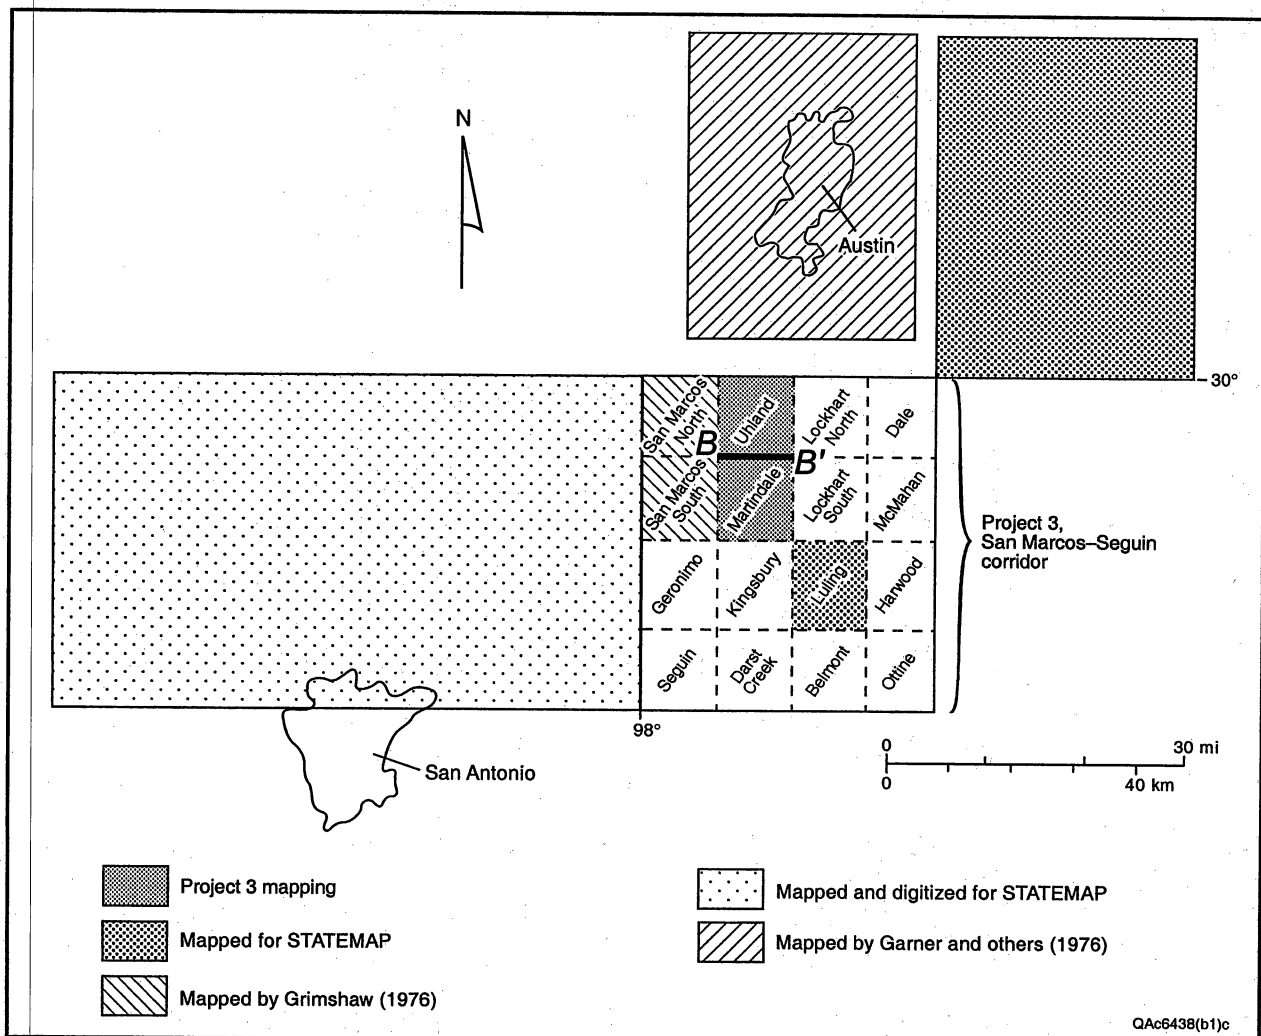 N
Austin
30°
San Marcos
North
Uhland
Lockhart
North
Dale
B
B'
San Marcos
South
Martindale
Lockhart
South
McMahan
Project 3,
San Marcos–Seguin
corridor
Geronimo
Kingsbury
Luling
Harwood
Seguin
Darst
Creek
Belmont
Ottine
98°
0
30 mi
0
40 km
San Antonio
Project 3 mapping
Mapped for STATEMAP
Mapped by Grimshaw (1976)
Mapped and digitized for STATEMAP
Mapped by Garner and others (1976)
QAc6438(b1)c